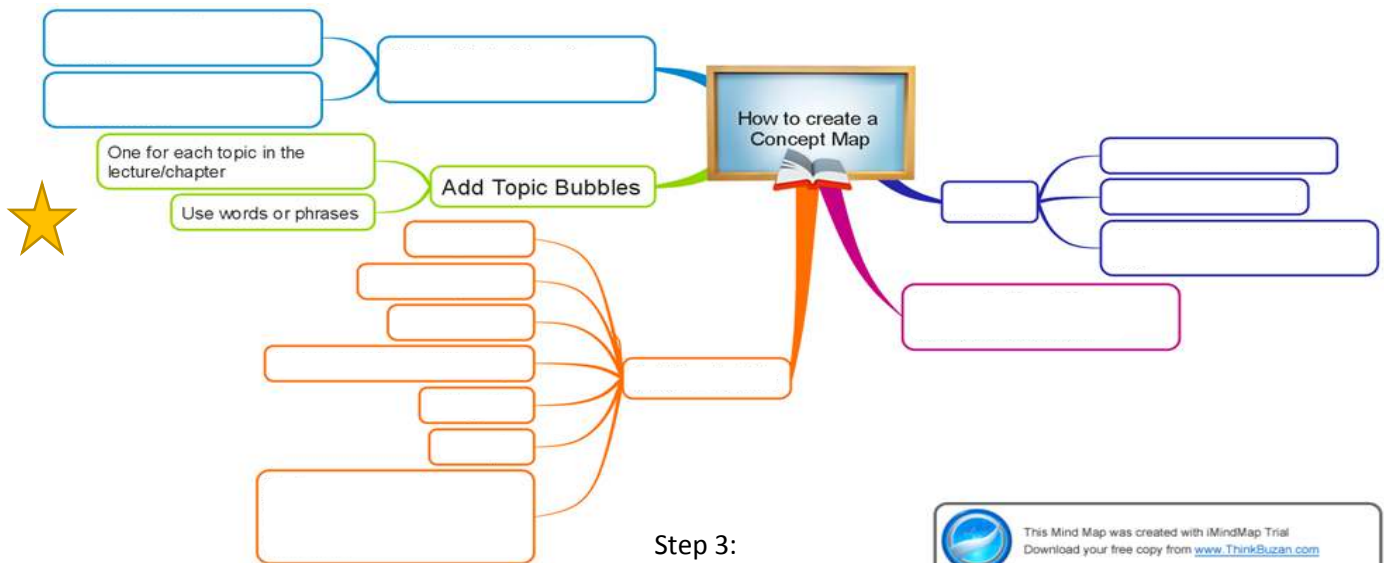 How to create a
Concept Map
One for each topic in the
lecture/chapter
Add Topic Bubbles
Use words or phrases
Step 3:
This Mind Map was created with iMindMap Trial
Download your free copy from www.ThinkBuzan.com